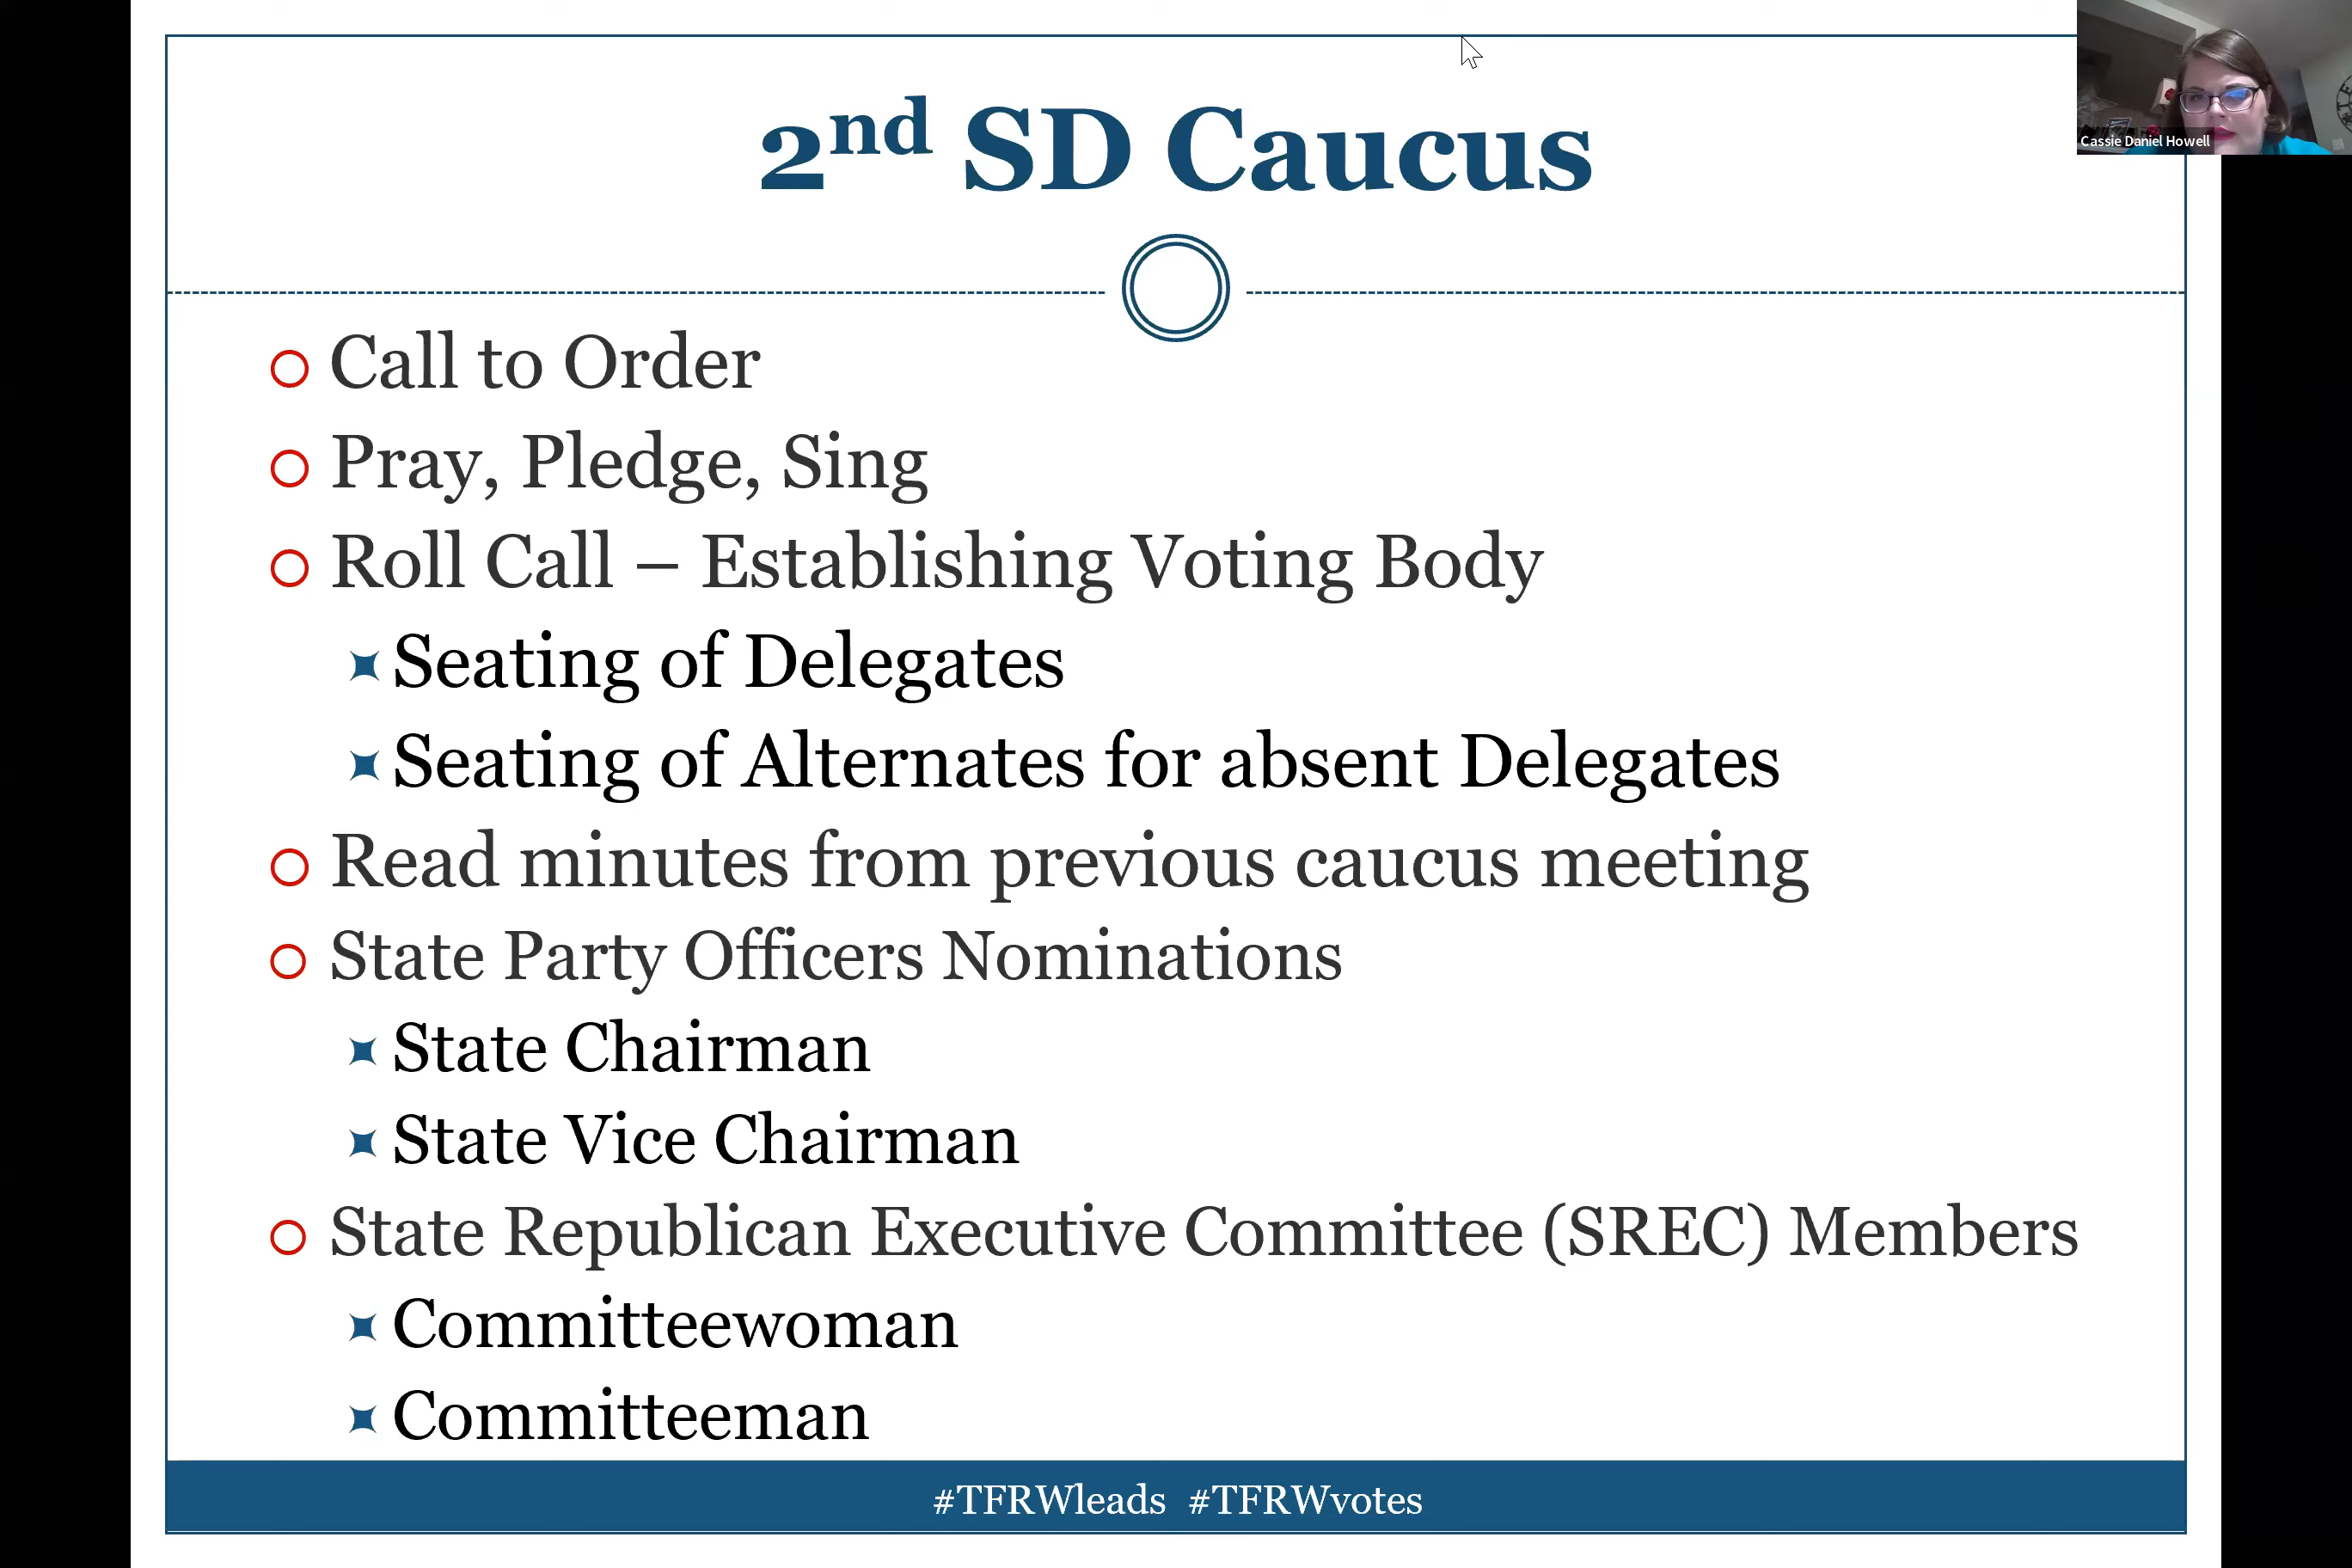 2nd SD Caucus
Cassie Daniel Howell
Call to Order
Pray, Pledge, Sing
Roll Call – Establishing Voting Body
Seating of Delegates
Seating of Alternates for absent Delegates
Read minutes from previous caucus meeting
State Party Officers Nominations
State Chairman
State Vice Chairman
State Republican Executive Committee (SREC) Members
Committeewoman
Committeeman
#TFRWleads #TFRWvotes